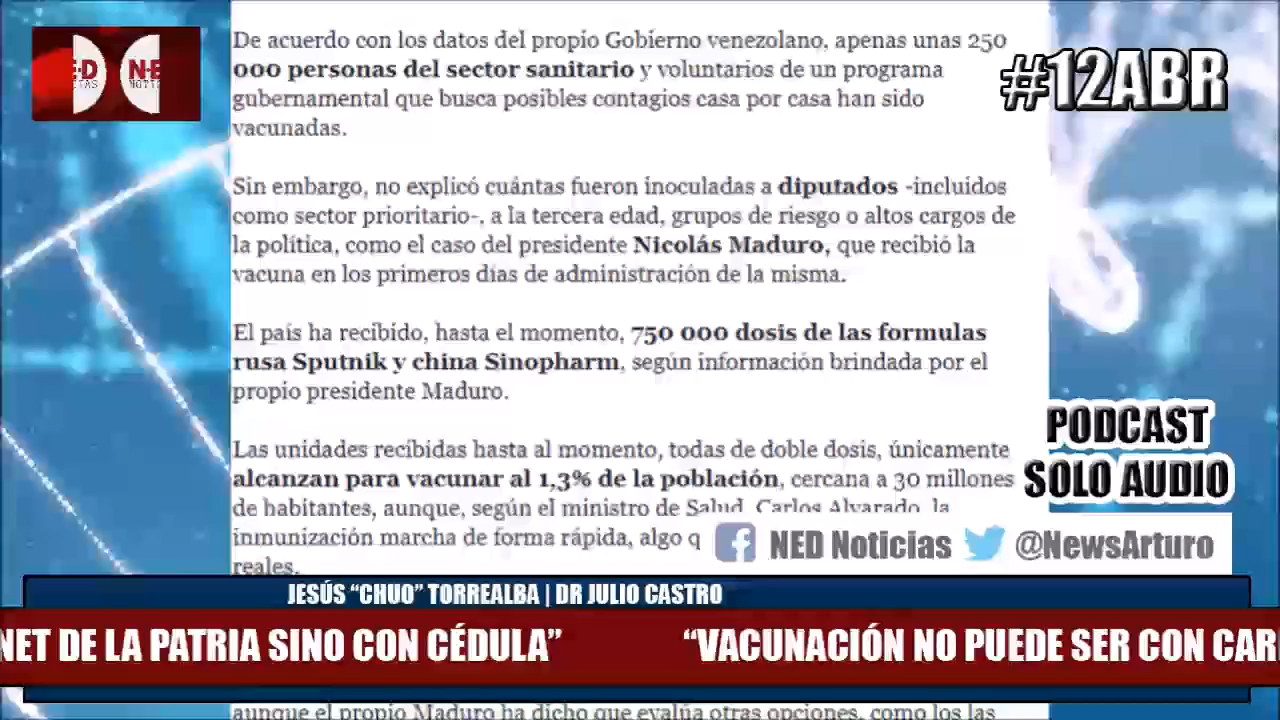 De acuerdo con los datos del propio Gobierno venezolano, apenas unas 250
000 personas del sector sanitario y voluntarios de un programa
gubernamental que busca posibles contagios casa por casa han sido
vacunadas.
Sin embargo, no explicó cuántas fueron inoculadas a diputados -incluidos
como sector prioritario-, a la tercera edad, grupos de riesgo o altos cargos de
la política, como el caso del presidente Nicolás Maduro, que recibió la
vacuna en los primeros días de administración de la misma.
El país ha recibido, hasta el momento, 750 000 dosis de las formulas
rusa Sputnik y china Sinopharm, según información brindada por el
propio presidente Maduro.
Las unidades recibidas hasta al momento, todas de doble dosis, únicamente
alcanzan para vacunar al 1,3% de la población, cercana a 30 millones
de habitantes, aunque, según el ministro de Salud, Carlos Alvarado, la
inmunización marcha de forma rápida, algo q
reales.
#12ABR
PODCAST
SOLO AUDIO
NED Noticias @NewsArturo
JESÚS “CHUO” TORREALBA | DR JULIO CASTRO
NET DE LA PATRIA SINO CON CÉDULA” “VACUNACIÓN NO PUEDE SER CON CAR
aunque el propio Maduro ha dicho que evalúa otras opciones, como los las